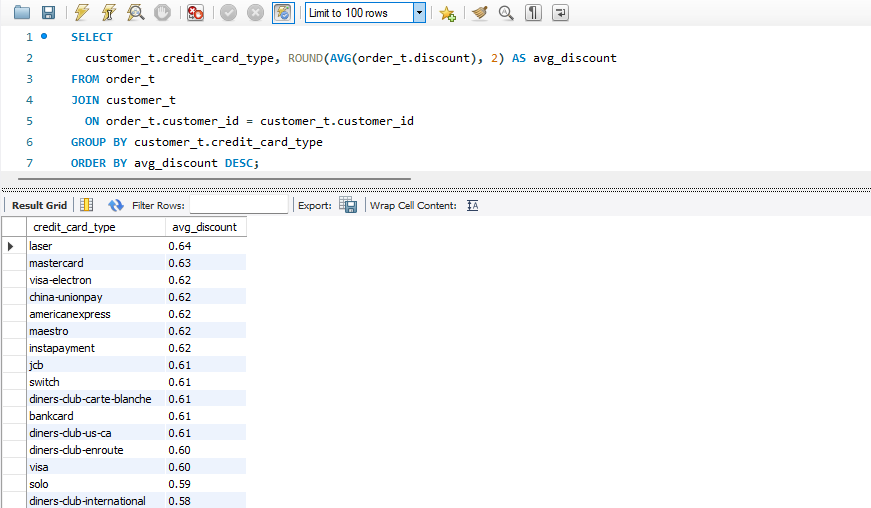 Limit to 100 rows
1 SELECT
2 customer_t.credit_card_type, ROUND(AVG(order_t.discount), 2) AS avg_discount
3 FROM order_t
4 JOIN customer_t
5 ON order_t.customer_id = customer_t.customer_id
6 GROUP BY customer_t.credit_card_type
7 ORDER BY avg_discount DESC;
Result Grid Filter Rows: Export: Wrap Cell Content: IA
credit_card_type avg_discount
laser 0.64
mastercard 0.63
visa-electron 0.62
china-unionpay 0.62
americanexpress 0.62
maestro 0.62
instapayment 0.62
jcb 0.61
switch 0.61
diners-club-carte-blanche 0.61
bankcard 0.61
diners-club-us-ca 0.61
diners-club-enroute 0.60
visa 0.60
solo 0.59
diners-club-international 0.58